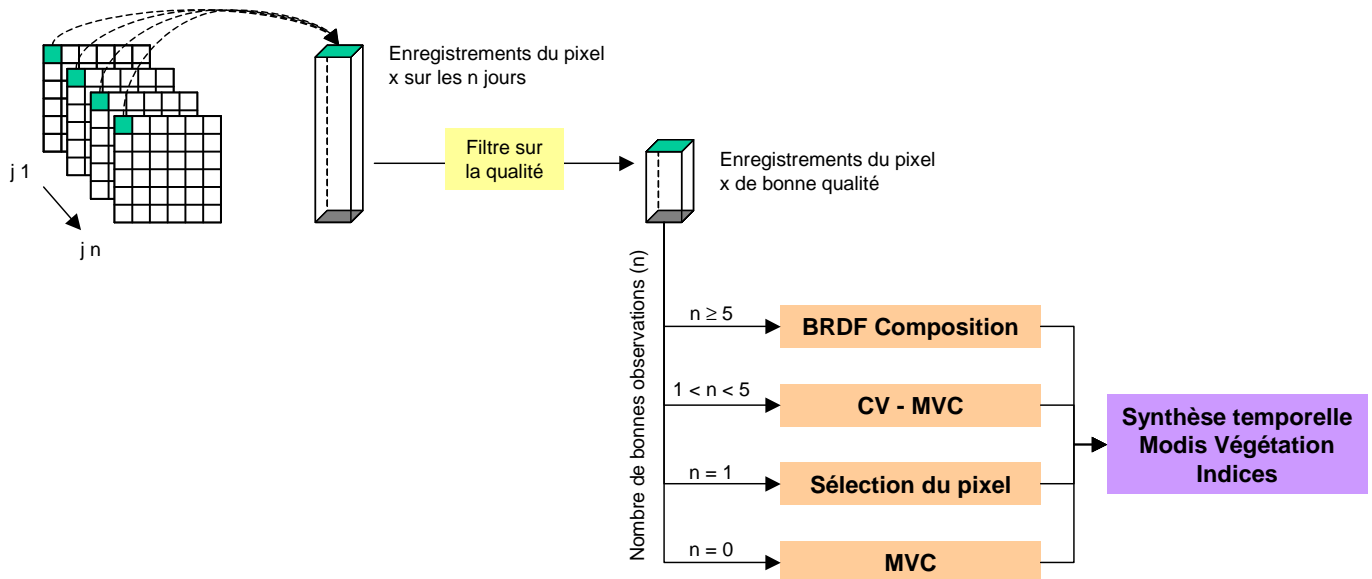 Enregistrements du pixel
x sur les n jours
Filtre sur
la qualité
Enregistrements du pixel
x de bonne qualité
j 1
j n
Nombre de bonnes observations (n)
n ≥ 5
BRDF Composition
1 < n < 5
CV - MVC
n = 1
Sélection du pixel
n = 0
MVC
Synthèse temporelle
Modis Végétation
Indices